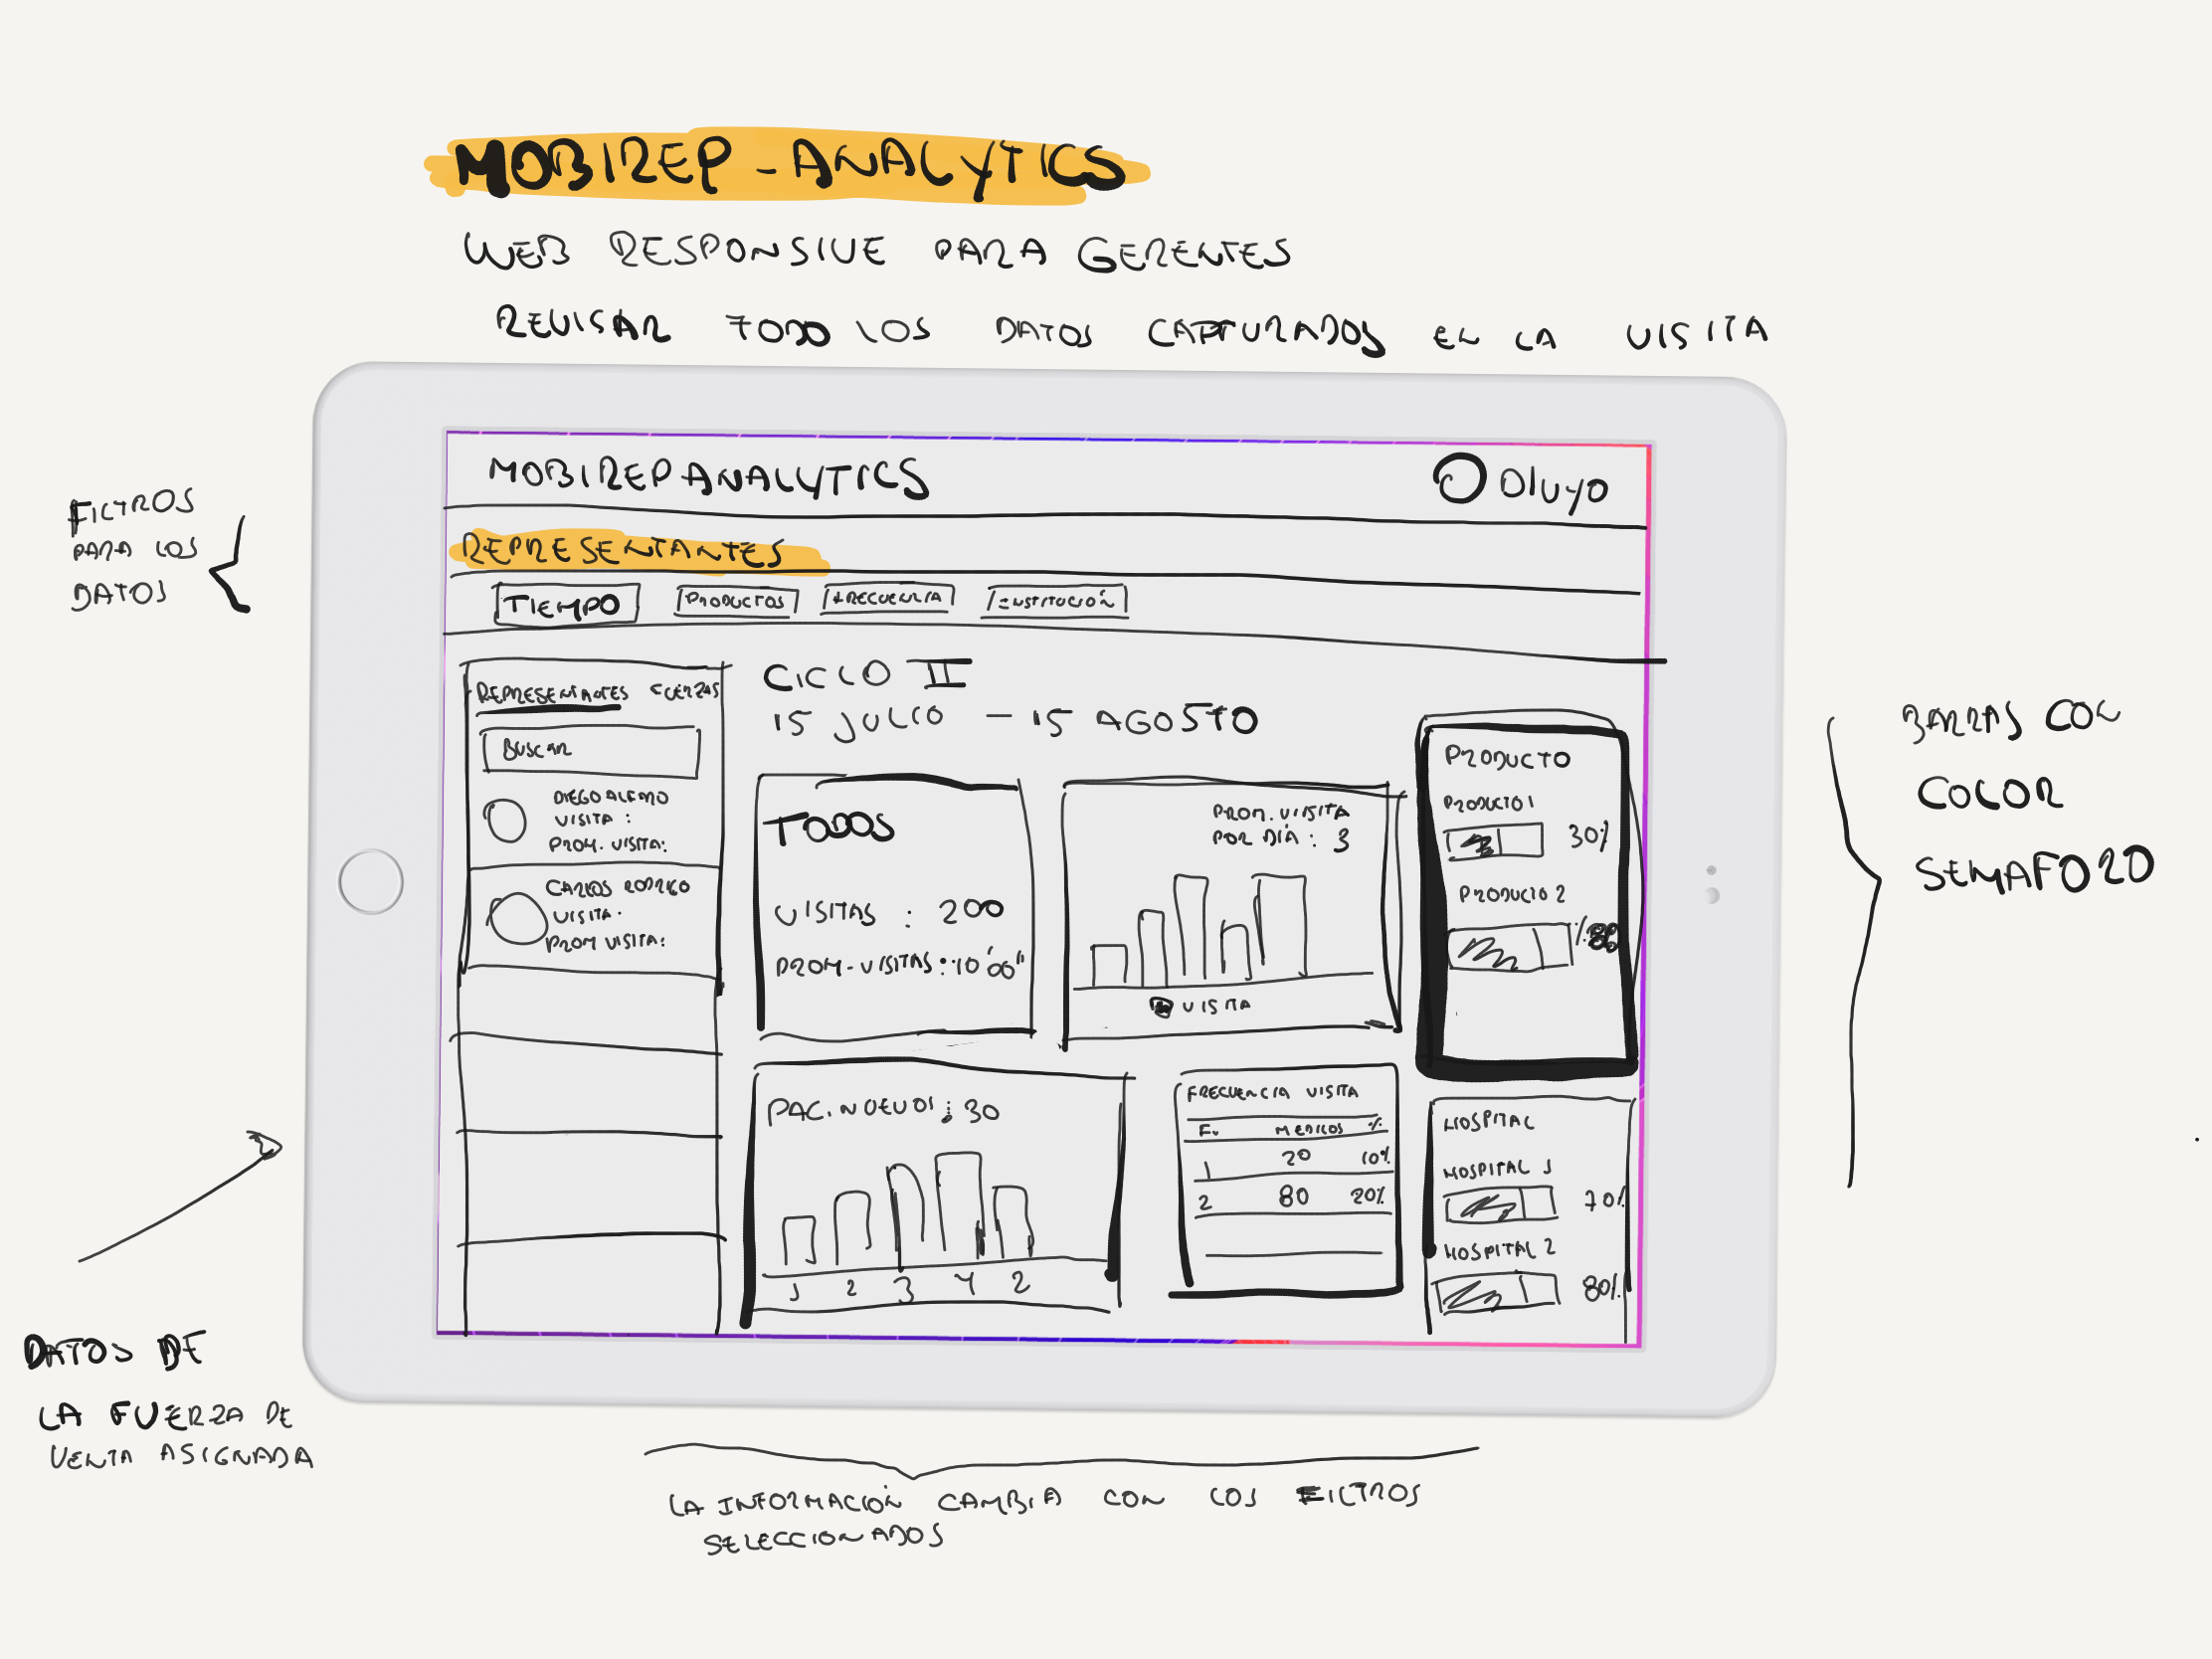 MOBIREP - ANALYTICS
WEB RESPONSIVE PARA GERENTES
REVISAR TODO LOS DATOS CAPTURADOS EN LA VISITA
FILTROS
PARA LOS
DATOS
MOBIREP ANALYTICS
REPRESENTANTES
TIEMPO PRODUCTOS FRECUENCIA INSTITUCIÓN
REPRESENTANTES FUERZAS
BUSCAR
VISITA :
PROM. VISITA:
CARLOS RODRIGO
VISITA:
PROM VISITA:
CICLO II
15 JULIO - 15 AGOSTO
TODOS
VISITAS : 200
PROM-VISITAS : 10'00"
PROM. VISITA
POR DÍA : 3
VISITA
PRODUCTO
PRODUCTO 1
30%
PRODUCTO 2
PAC. NUEVOS : 30
1 2 3 4 2
FRECUENCIA VISITA
F. MEDICOS %
1 20 10%
2 80 20%
HOSPITAL
HOSPITAL 1
70%
HOSPITAL 2
80%
BARRAS COL
COLOR
SEMAFORO
DATOS DE
LA FUERZA DE
VENTA ASIGNADA
LA INFORMACIÓN CAMBIA CON LOS FILTROS
SELECCIONADOS